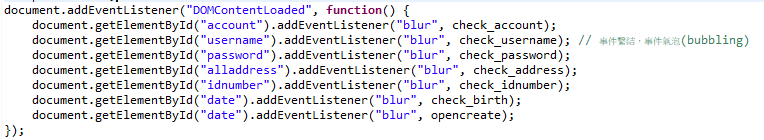 document.addEventListener("DOMContentLoaded", function() {
document.getElementById("account").addEventListener("blur", check_account);
document.getElementById("username").addEventListener("blur", check_username); // 事件繫結，事件氣泡(bubbling)
document.getElementById("password").addEventListener("blur", check_password);
document.getElementById("alladdress").addEventListener("blur", check_address);
document.getElementById("idnumber").addEventListener("blur", check_idnumber);
document.getElementById("date").addEventListener("blur", check_birth);
document.getElementById("date").addEventListener("blur", opencreate);
});